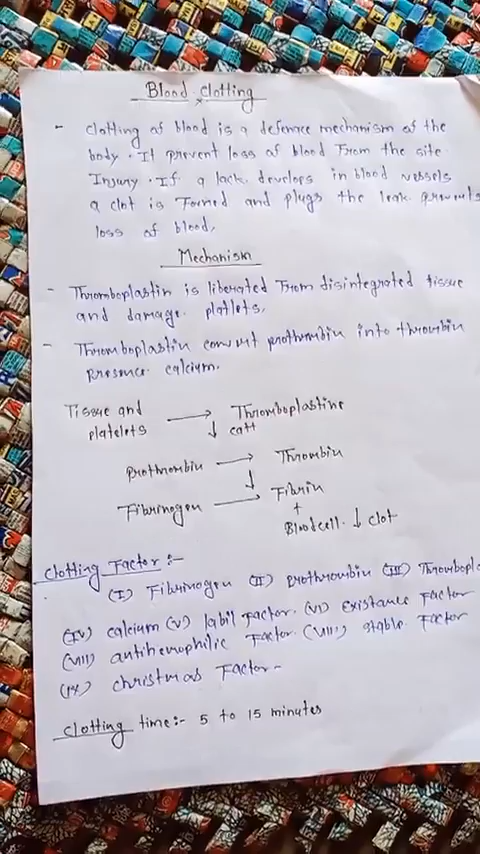 Blood Clotting
- Clotting of blood is a defence mechanism of the
body. It prevent loss of blood From the site
Injury. If a lack develops in blood vessels
a clot is Formed and plugs the leak prevents
loss of blood,
Mechanism
- Thromboplastin is liberated From disintegrated tissue
and damage platlets,
- Thromboplastin convert prothrombin into thrombin
presence calcium.
Tissue and → Thromboplastine
platelets ↓ ca++
prothrombin → Thrombin
↓
Fibrinogen → Fibrin
+
Blood cell. ↓ clot
Clotting Factor :-
(I) Fibrinogen (II) prothrombin (III) Thrombopl
(IV) calcium (V) labil Factor. (VI) existance Factor
(VII) antihemophilic Factor. (VIII) stable Factor
(IX) christmas Factor-
Clotting time:- 5 to 15 minutes